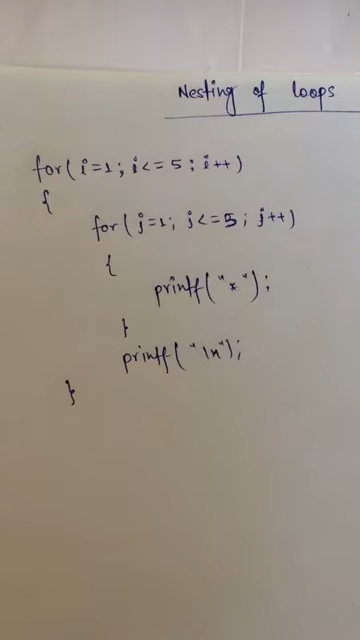 Nesting of loops
for(i=1; i<=5; i++)
{
for(j=1; j<=5; j++)
{
printf("*");
}
printf("\n");
}